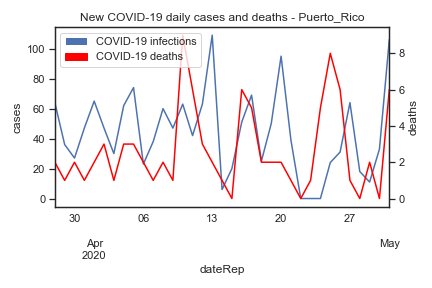 New COVID-19 daily cases and deaths - Puerto_Rico
COVID-19 infections
COVID-19 deaths
cases
100
80
60
40
20
0
deaths
8
6
4
2
0
30 06 13 20 27
Apr May
2020
dateRep